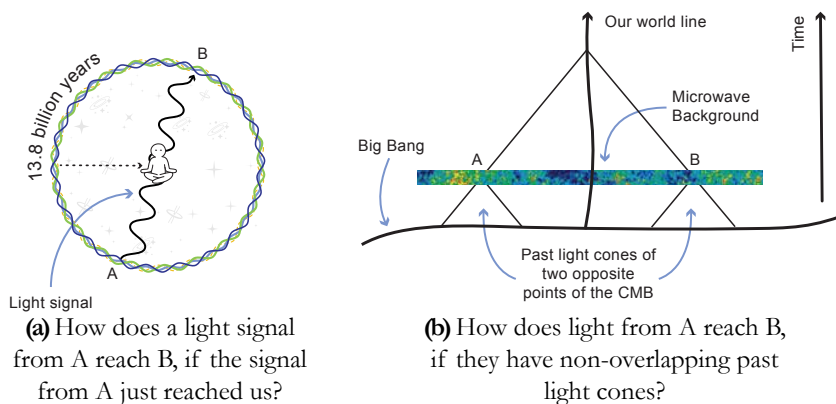 B
13.8 billion years
A
Light signal
(a) How does a light signal
from A reach B, if the signal
from A just reached us?
Our world line
Time
Microwave
Background
Big Bang
A
B
Past light cones of
two opposite
points of the CMB
(b) How does light from A reach B,
if they have non-overlapping past
light cones?